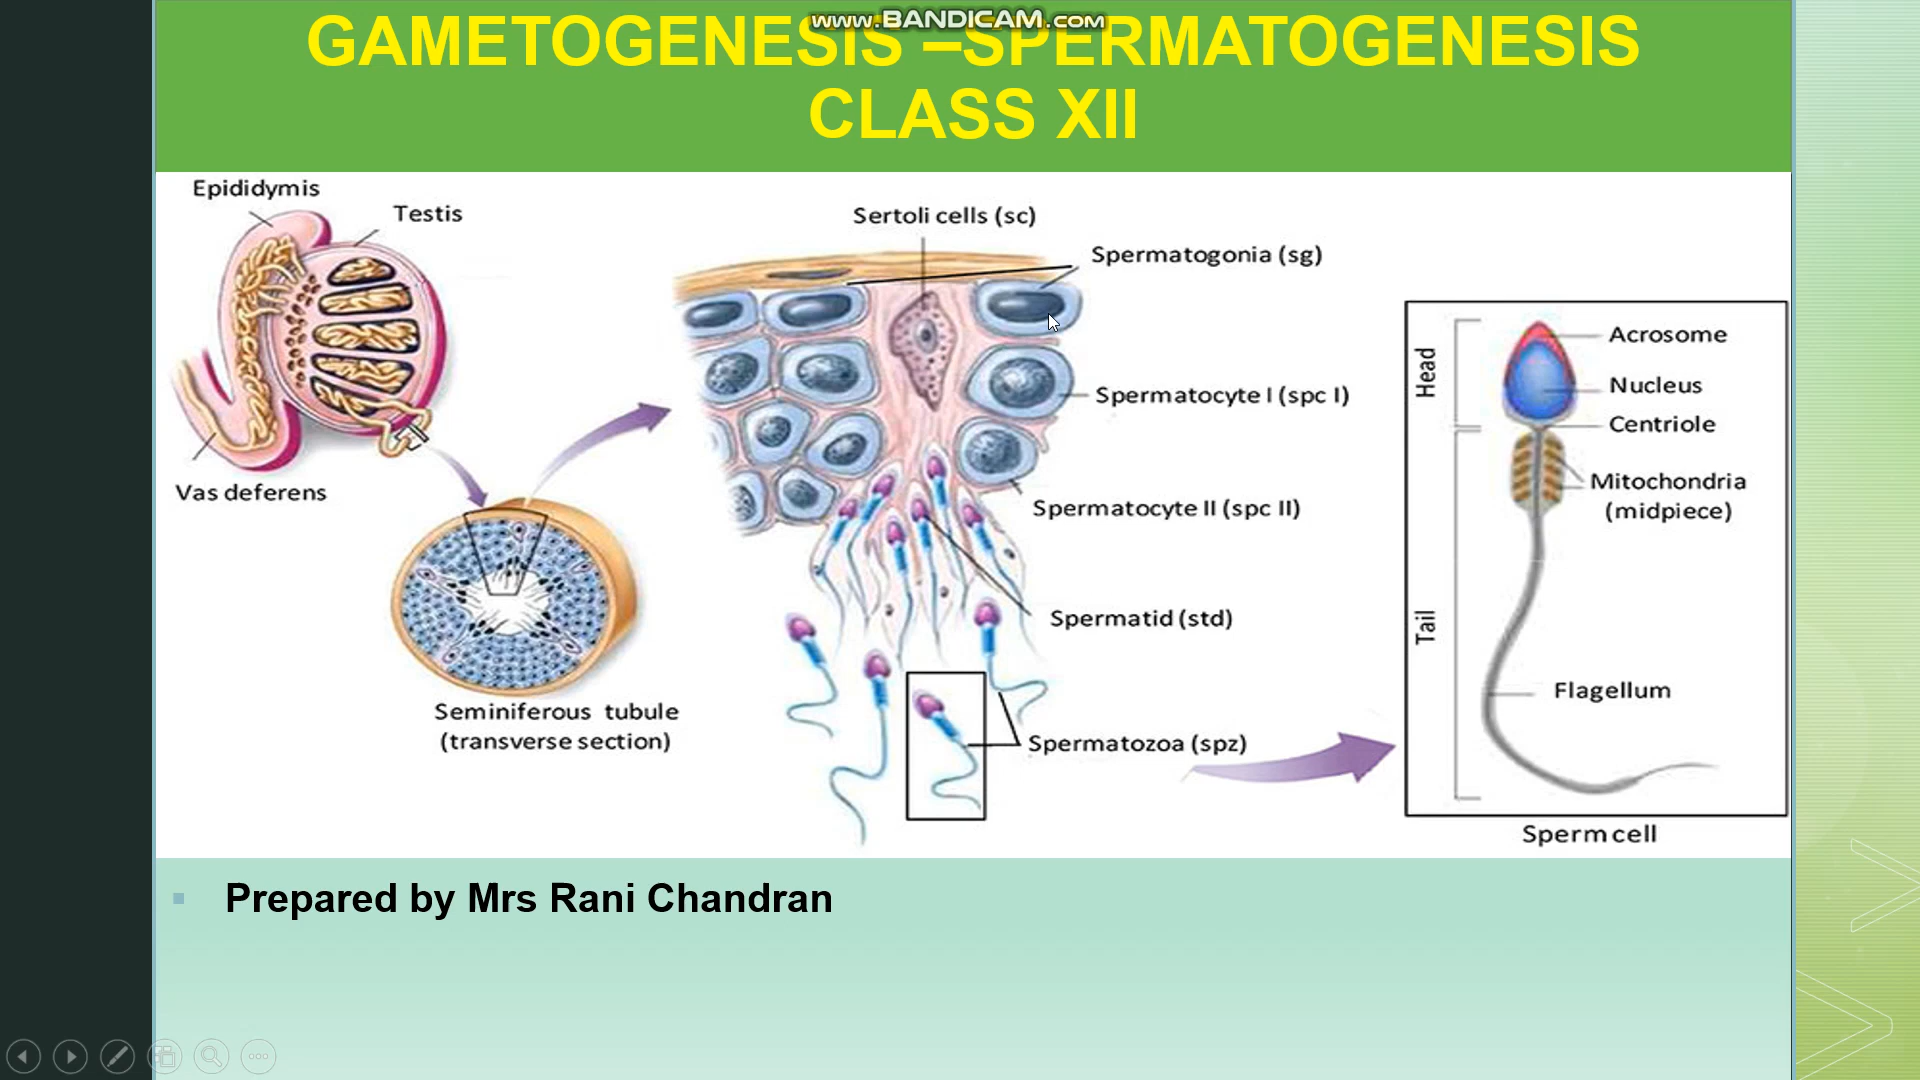 www.BANDICAM.com
GAMETOGENESIS –SPERMATOGENESIS
CLASS XII
Epididymis
Testis
Vas deferens
Seminiferous tubule
(transverse section)
Sertoli cells (sc)
Spermatogonia (sg)
Spermatocyte I (spc I)
Spermatocyte II (spc II)
Spermatid (std)
Spermatozoa (spz)
Head
Acrosome
Nucleus
Centriole
Mitochondria
(midpiece)
Tail
Flagellum
Sperm cell
Prepared by Mrs Rani Chandran